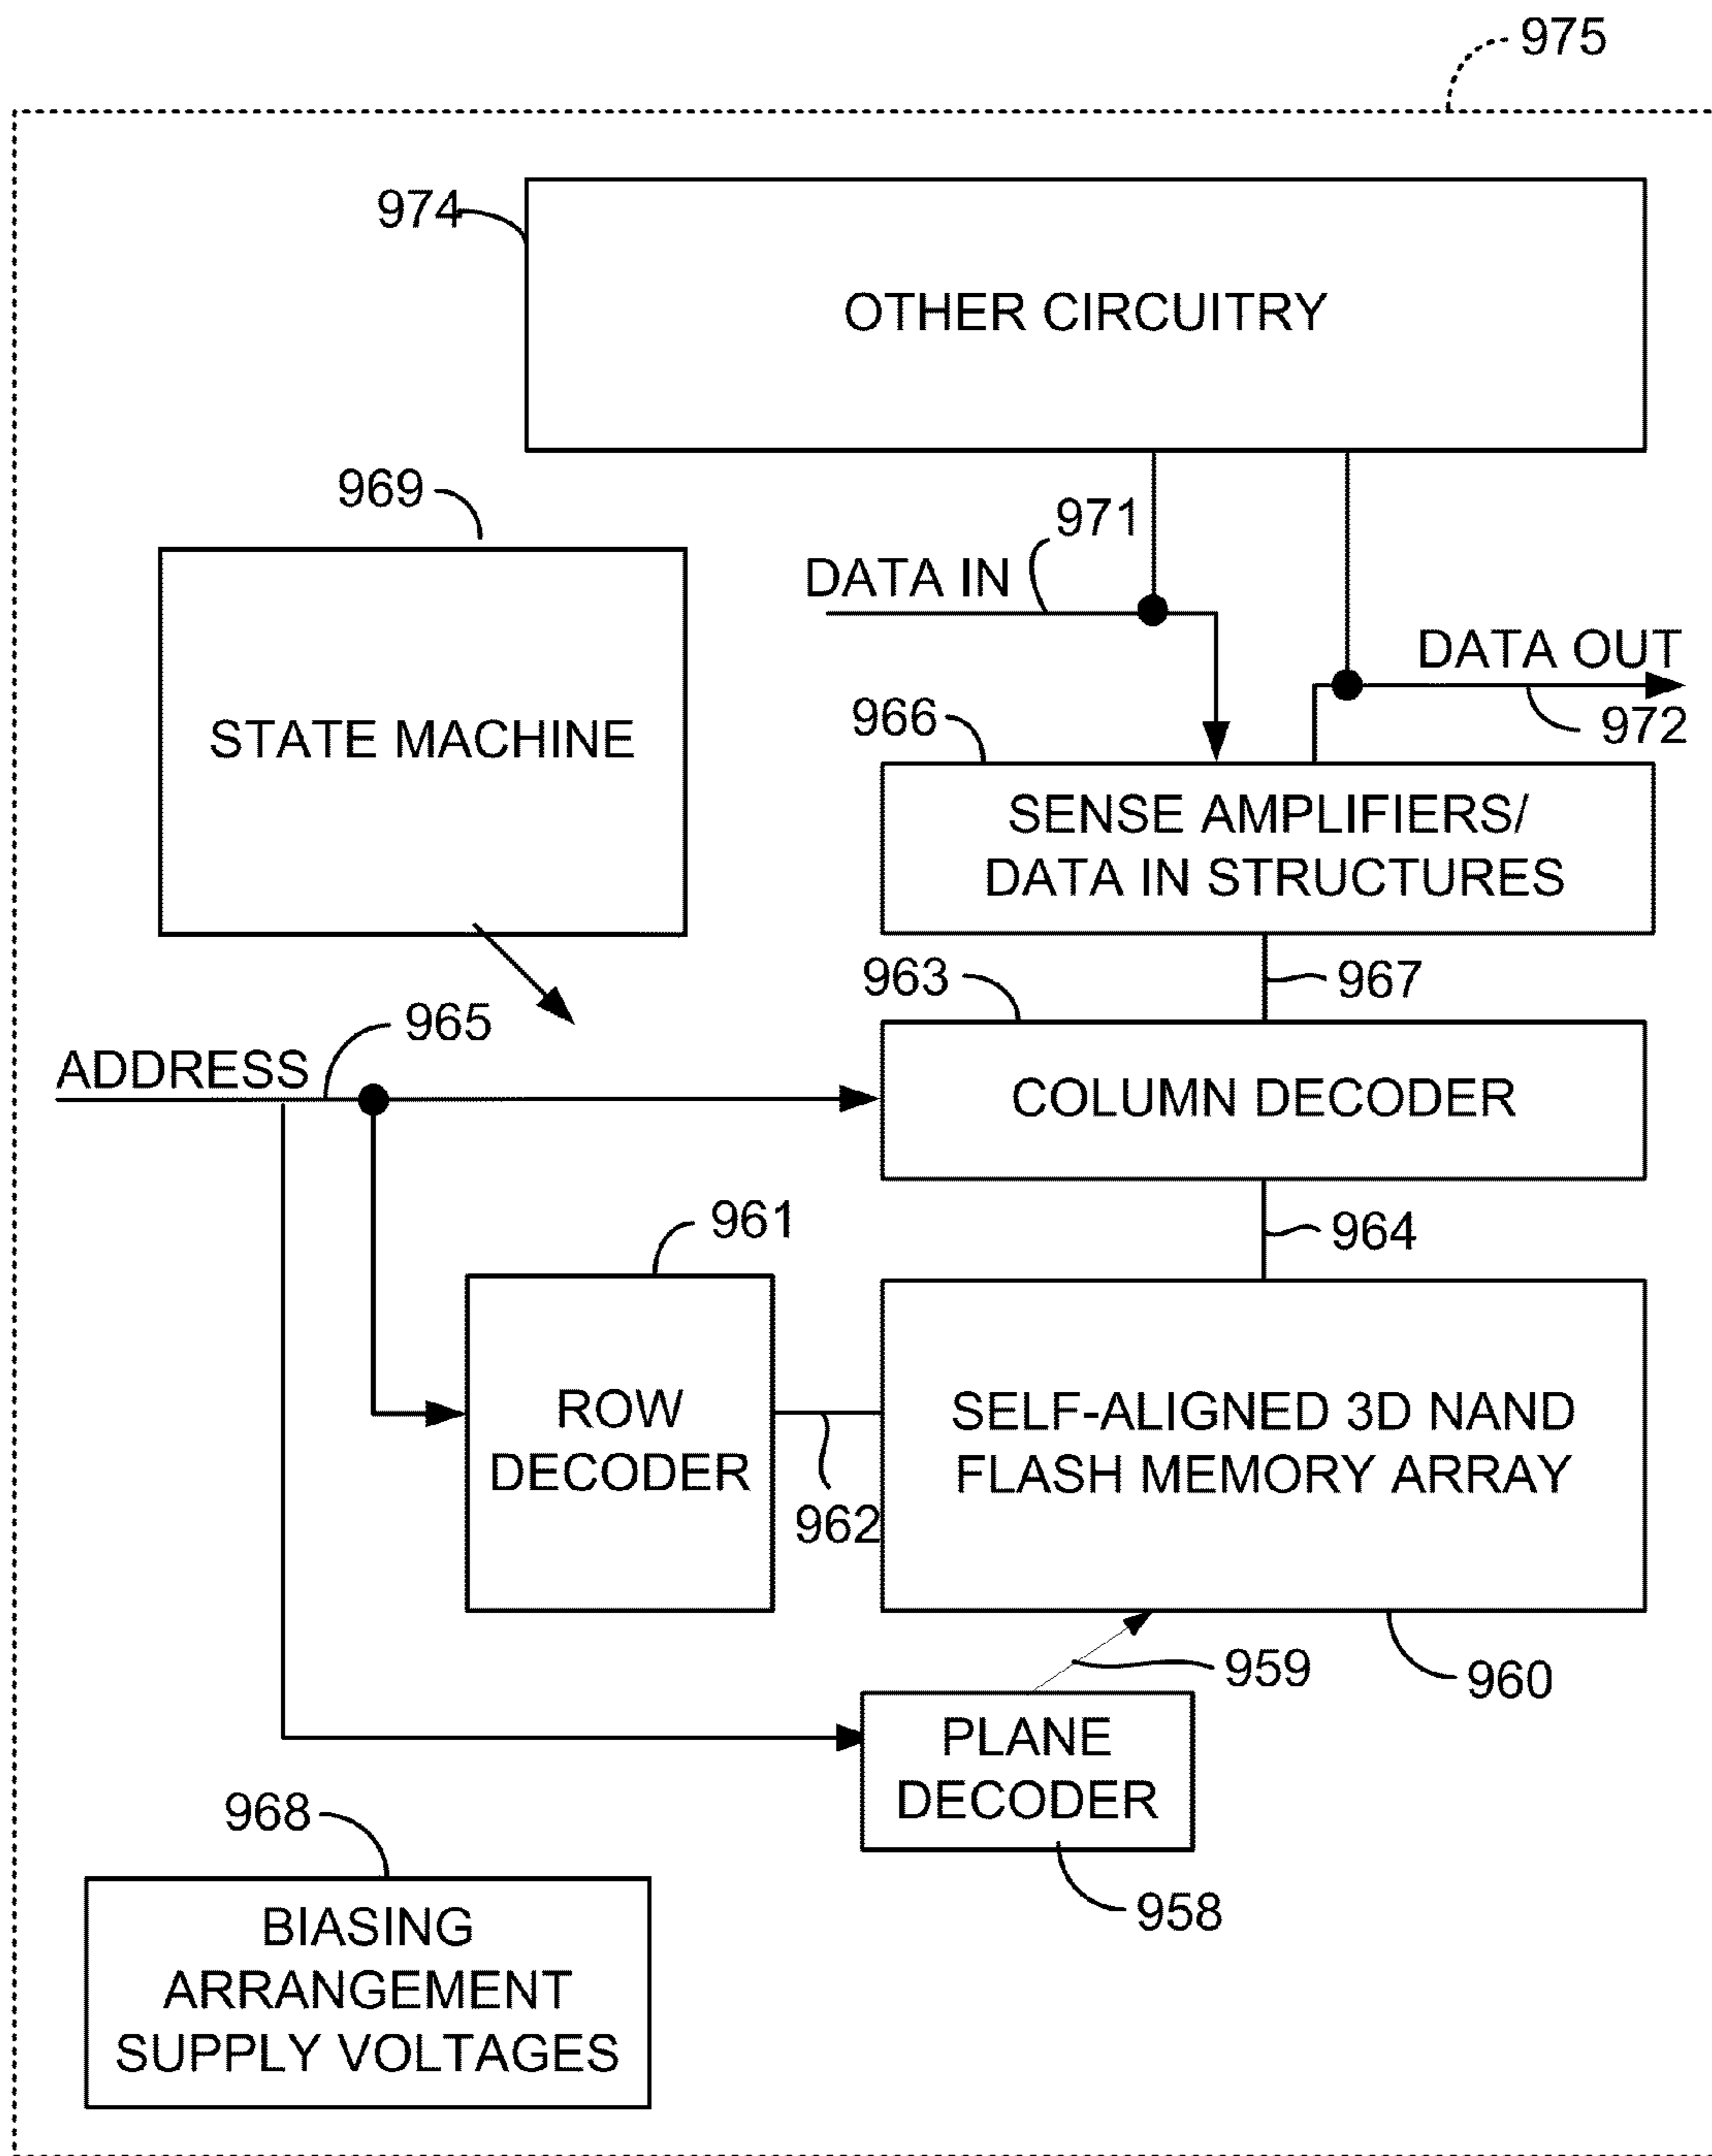 975
974
OTHER CIRCUITRY
969
971
DATA IN
STATE MACHINE
DATA OUT
972
966
SENSE AMPLIFIERS/
DATA IN STRUCTURES
967
963
965
ADDRESS
COLUMN DECODER
964
961
ROW
DECODER
962
SELF-ALIGNED 3D NAND
FLASH MEMORY ARRAY
959
960
PLANE
DECODER
958
968
BIASING
ARRANGEMENT
SUPPLY VOLTAGES